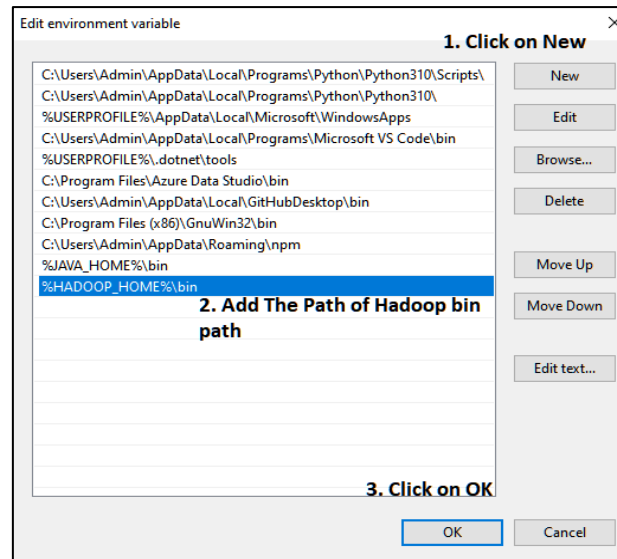 Edit environment variable
1. Click on New
C:\Users\Admin\AppData\Local\Programs\Python\Python310\Scripts\
New
C:\Users\Admin\AppData\Local\Programs\Python\Python310\
%USERPROFILE%\AppData\Local\Microsoft\WindowsApps
Edit
C:\Users\Admin\AppData\Local\Programs\Microsoft VS Code\bin
%USERPROFILE%\.dotnet\tools
Browse...
C:\Program Files\Azure Data Studio\bin
C:\Users\Admin\AppData\Local\GitHubDesktop\bin
Delete
C:\Program Files (x86)\GnuWin32\bin
C:\Users\Admin\AppData\Roaming\npm
%JAVA_HOME%\bin
Move Up
%HADOOP_HOME%\bin
2. Add The Path of Hadoop bin
path
Move Down
Edit text...
3. Click on OK
OK
Cancel